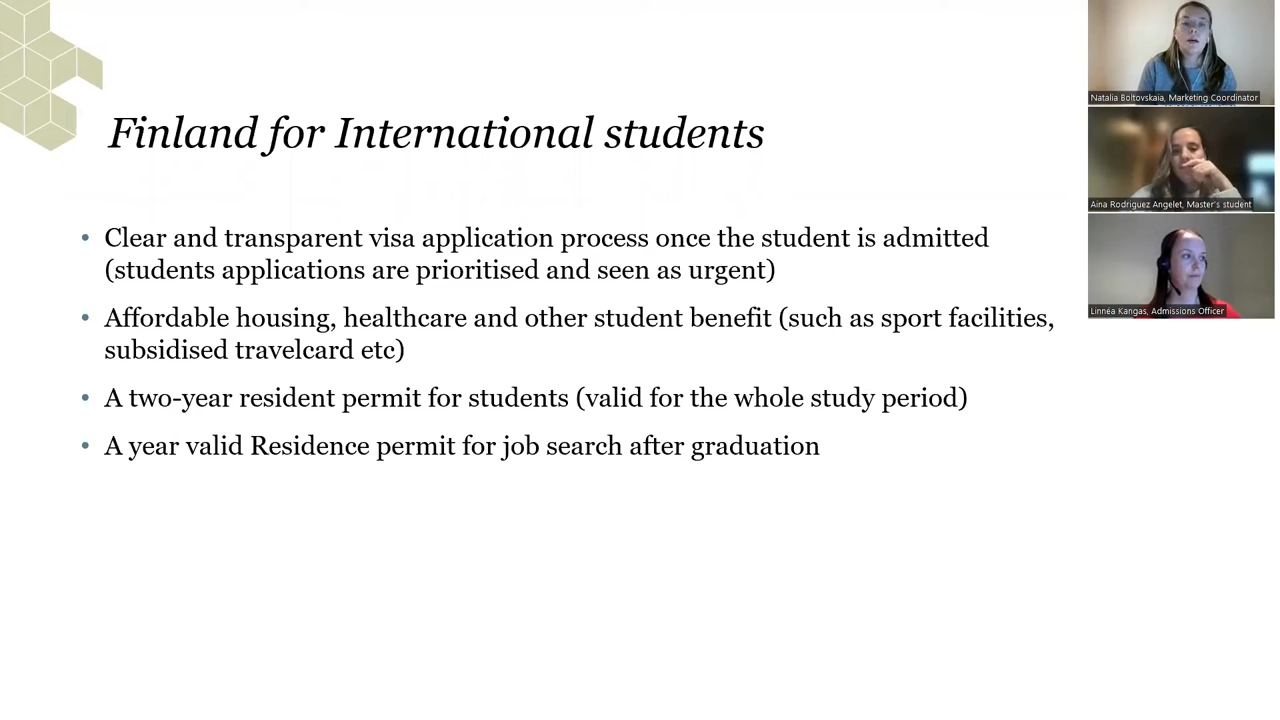 Finland for International students
• Clear and transparent visa application process once the student is admitted
(students applications are prioritised and seen as urgent)
• Affordable housing, healthcare and other student benefit (such as sport facilities,
subsidised travelcard etc)
• A two-year resident permit for students (valid for the whole study period)
• A year valid Residence permit for job search after graduation
Natalia Boltovskaia, Marketing Coordinator
Aina Rodriguez Angelet, Master's student
Linnéa Kangas, Admissions Officer